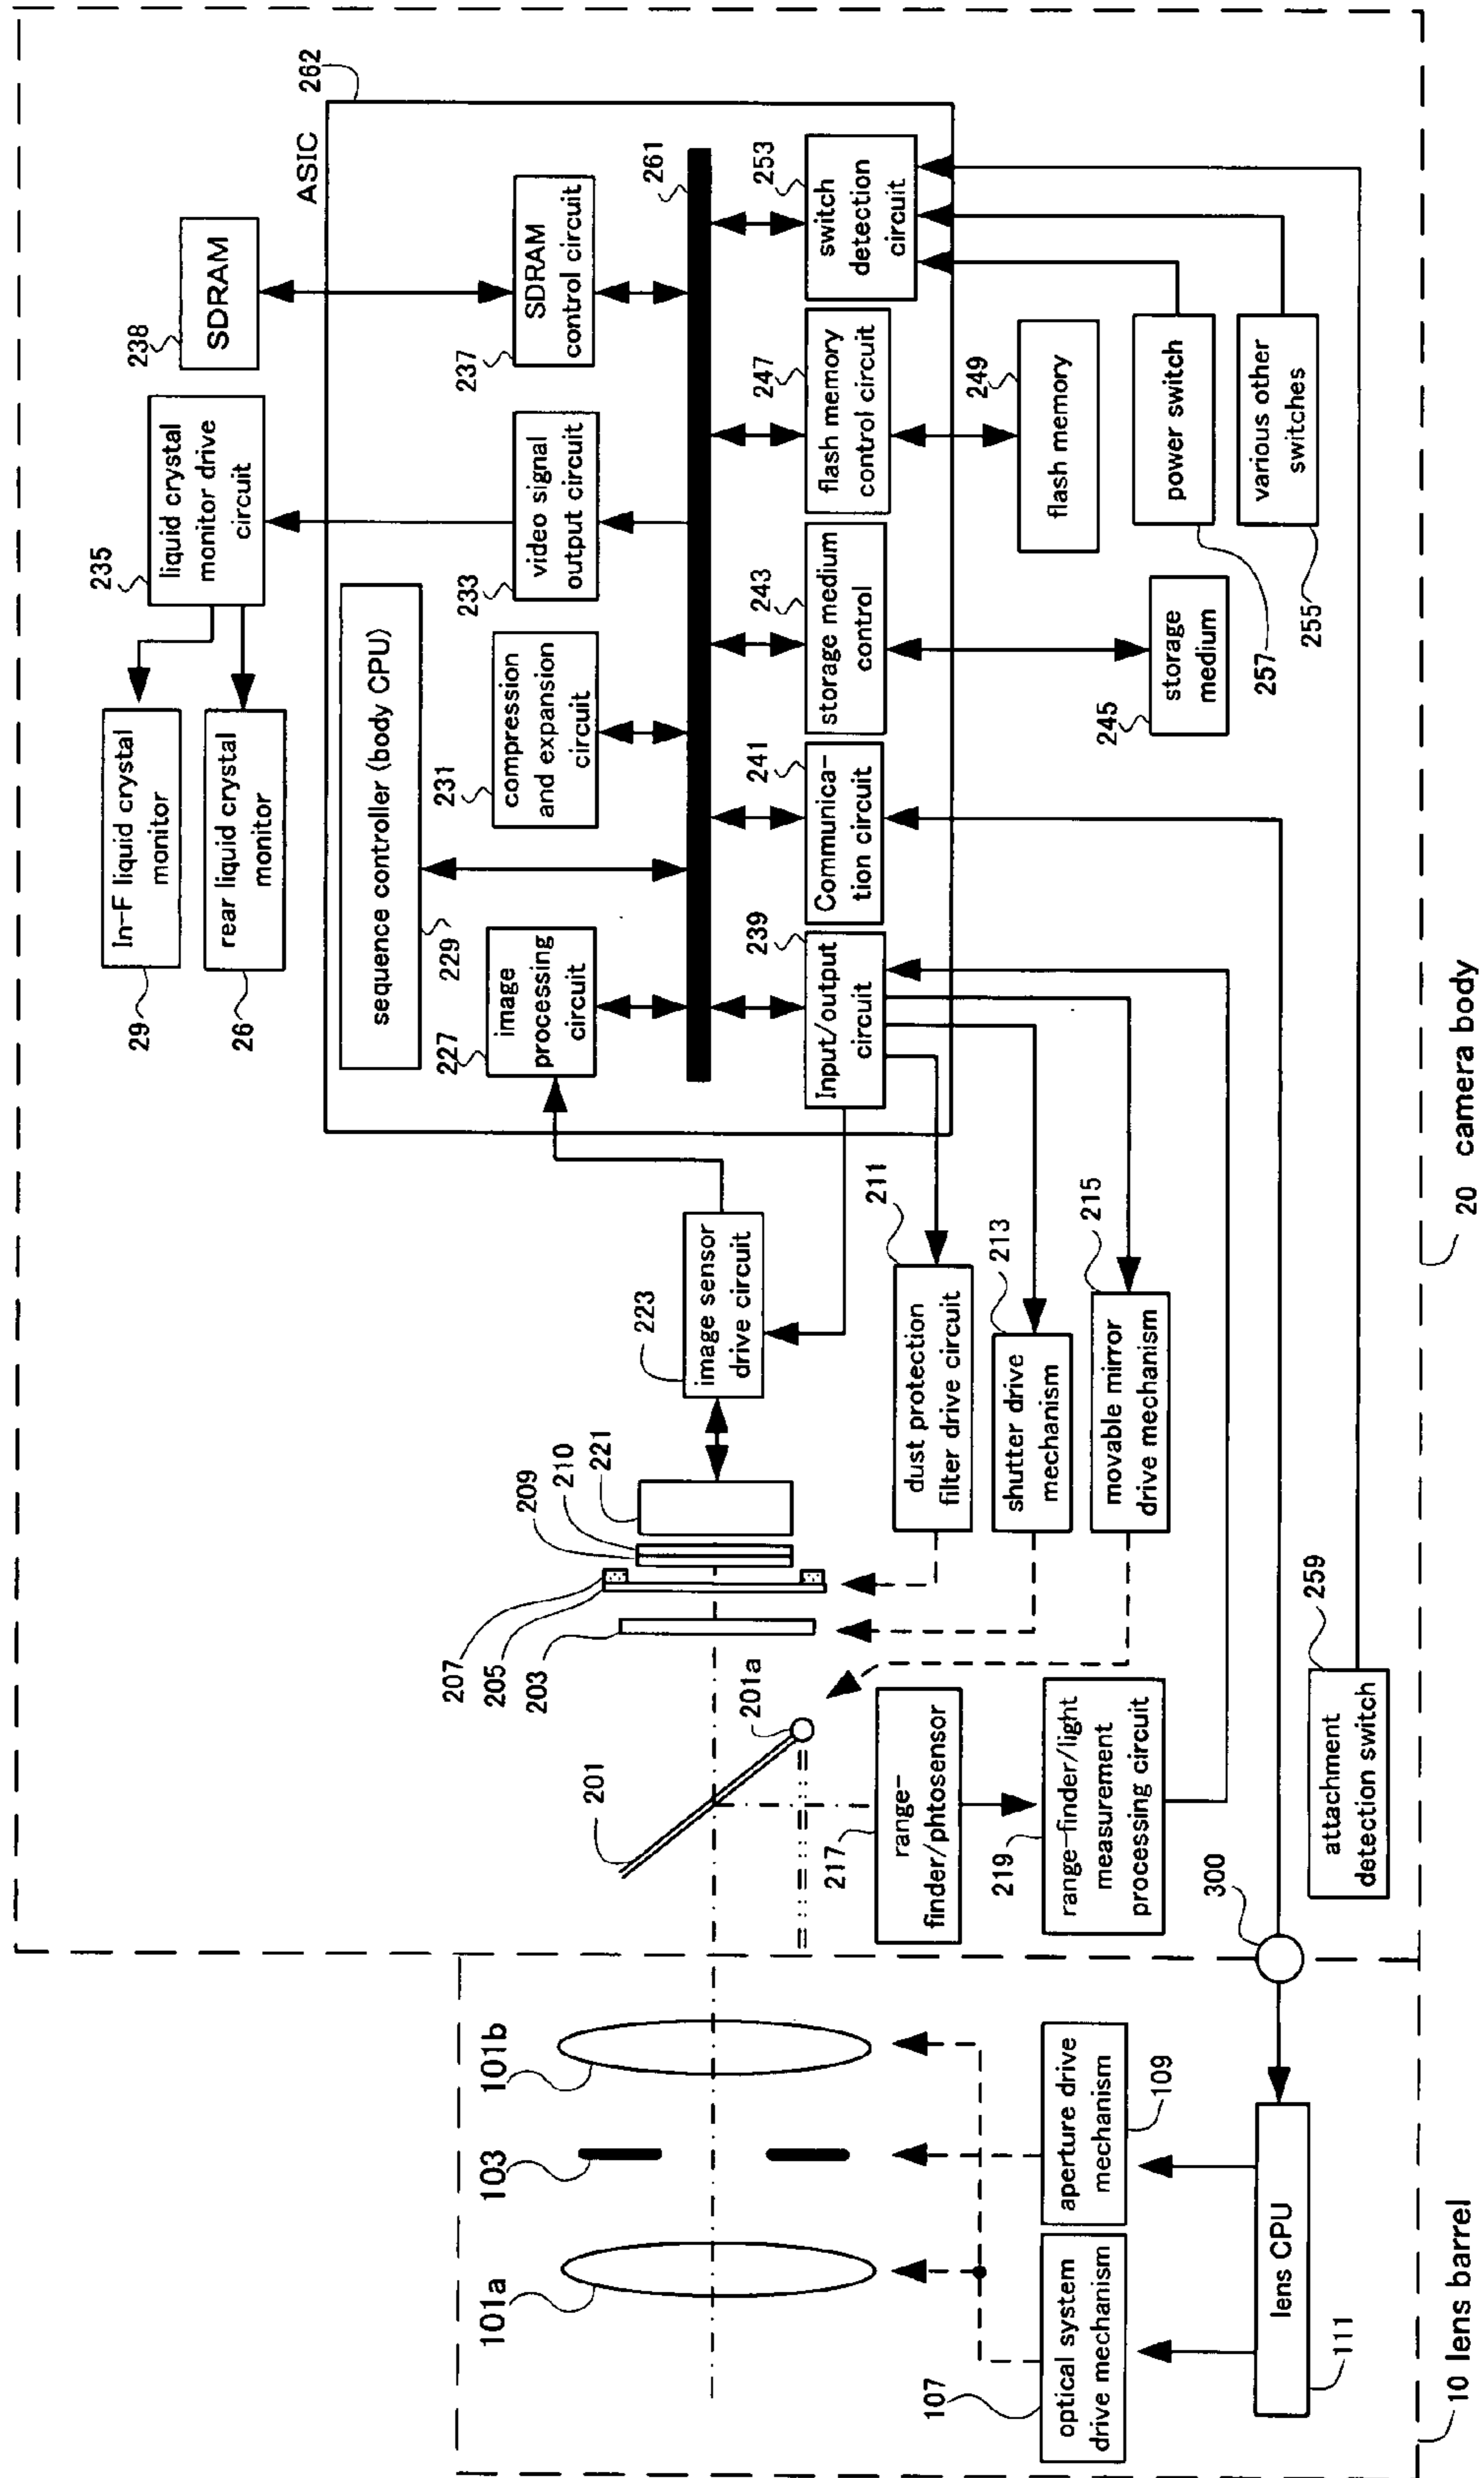 ASIC
262
SDRAM
238
liquid crystal
monitor drive
circuit
235
In-F liquid crystal
monitor
29
rear liquid crystal
monitor
26
sequence controller (body CPU)
229
SDRAM
control circuit
237
video signal
output circuit
233
compression
and expansion
circuit
231
image
processing
circuit
227
261
switch
detection
circuit
253
flash memory
control circuit
247
storage medium
control
243
Communica-
tion circuit
241
Input/output
circuit
239
flash memory
249
storage
medium
245
power switch
257
various other
switches
255
image sensor
drive circuit
223
221
210
209
207
205
203
201a
201
dust protection
filter drive circuit
211
shutter drive
mechanism
213
movable mirror
drive mechanism
215
range-
finder/phtosensor
217
range-finder/light
measurement
processing circuit
219
attachment
detection switch
259
300
20 camera body
101b
103
101a
aperture drive
mechanism
109
optical system
drive mechanism
107
lens CPU
111
10 lens barrel